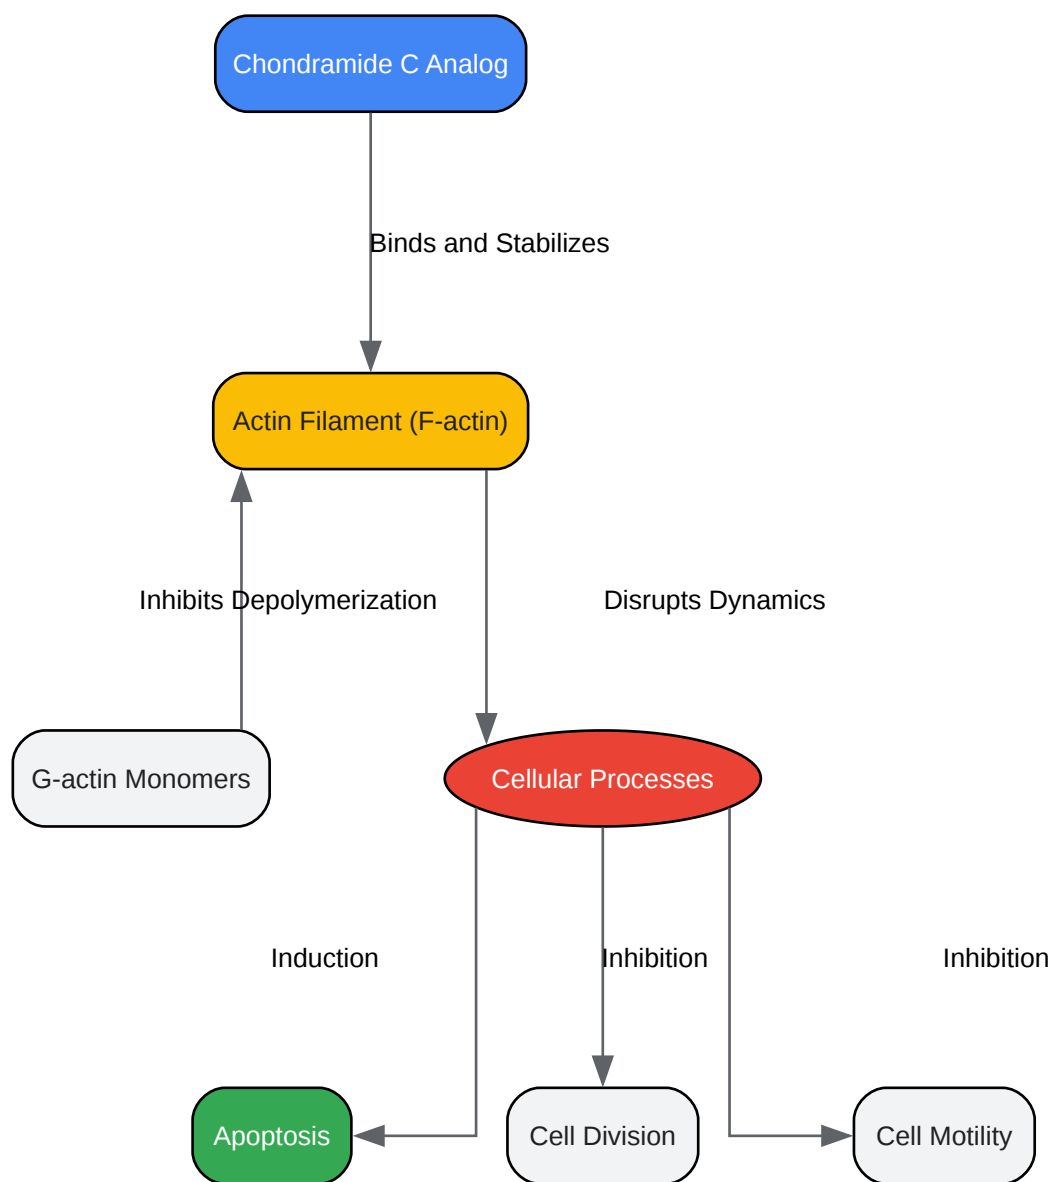 Chondramide C Analog
Binds and Stabilizes
Actin Filament (F-actin)
Inhibits Depolymerization
Disrupts Dynamics
G-actin Monomers
Cellular Processes
Induction
Inhibition
Inhibition
Apoptosis
Cell Division
Cell Motility